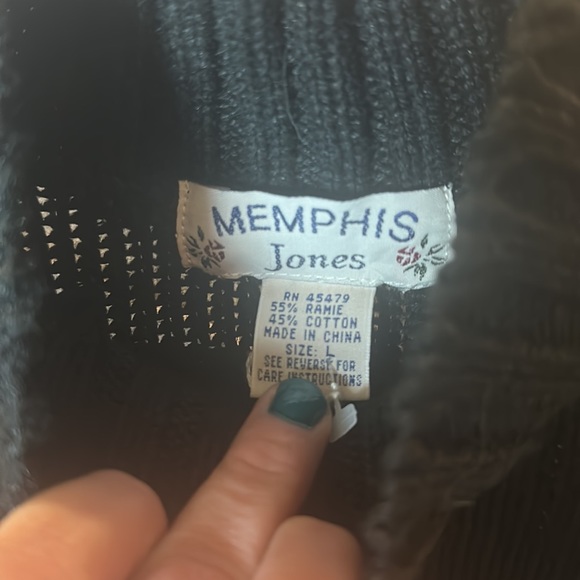 MEMPHIS
Jones
RN 45479
55% RAMIE
45% COTTON
MADE IN CHINA
SIZE: L
SEE REVERSE FOR
CARE INSTRUCTIONS